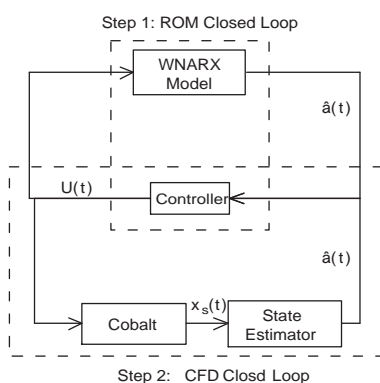 Step 1: ROM Closed Loop
WNARX
Model
â(t)
U(t)
Controller
â(t)
x_s(t)
Cobalt
State
Estimator
Step 2: CFD Closd Loop